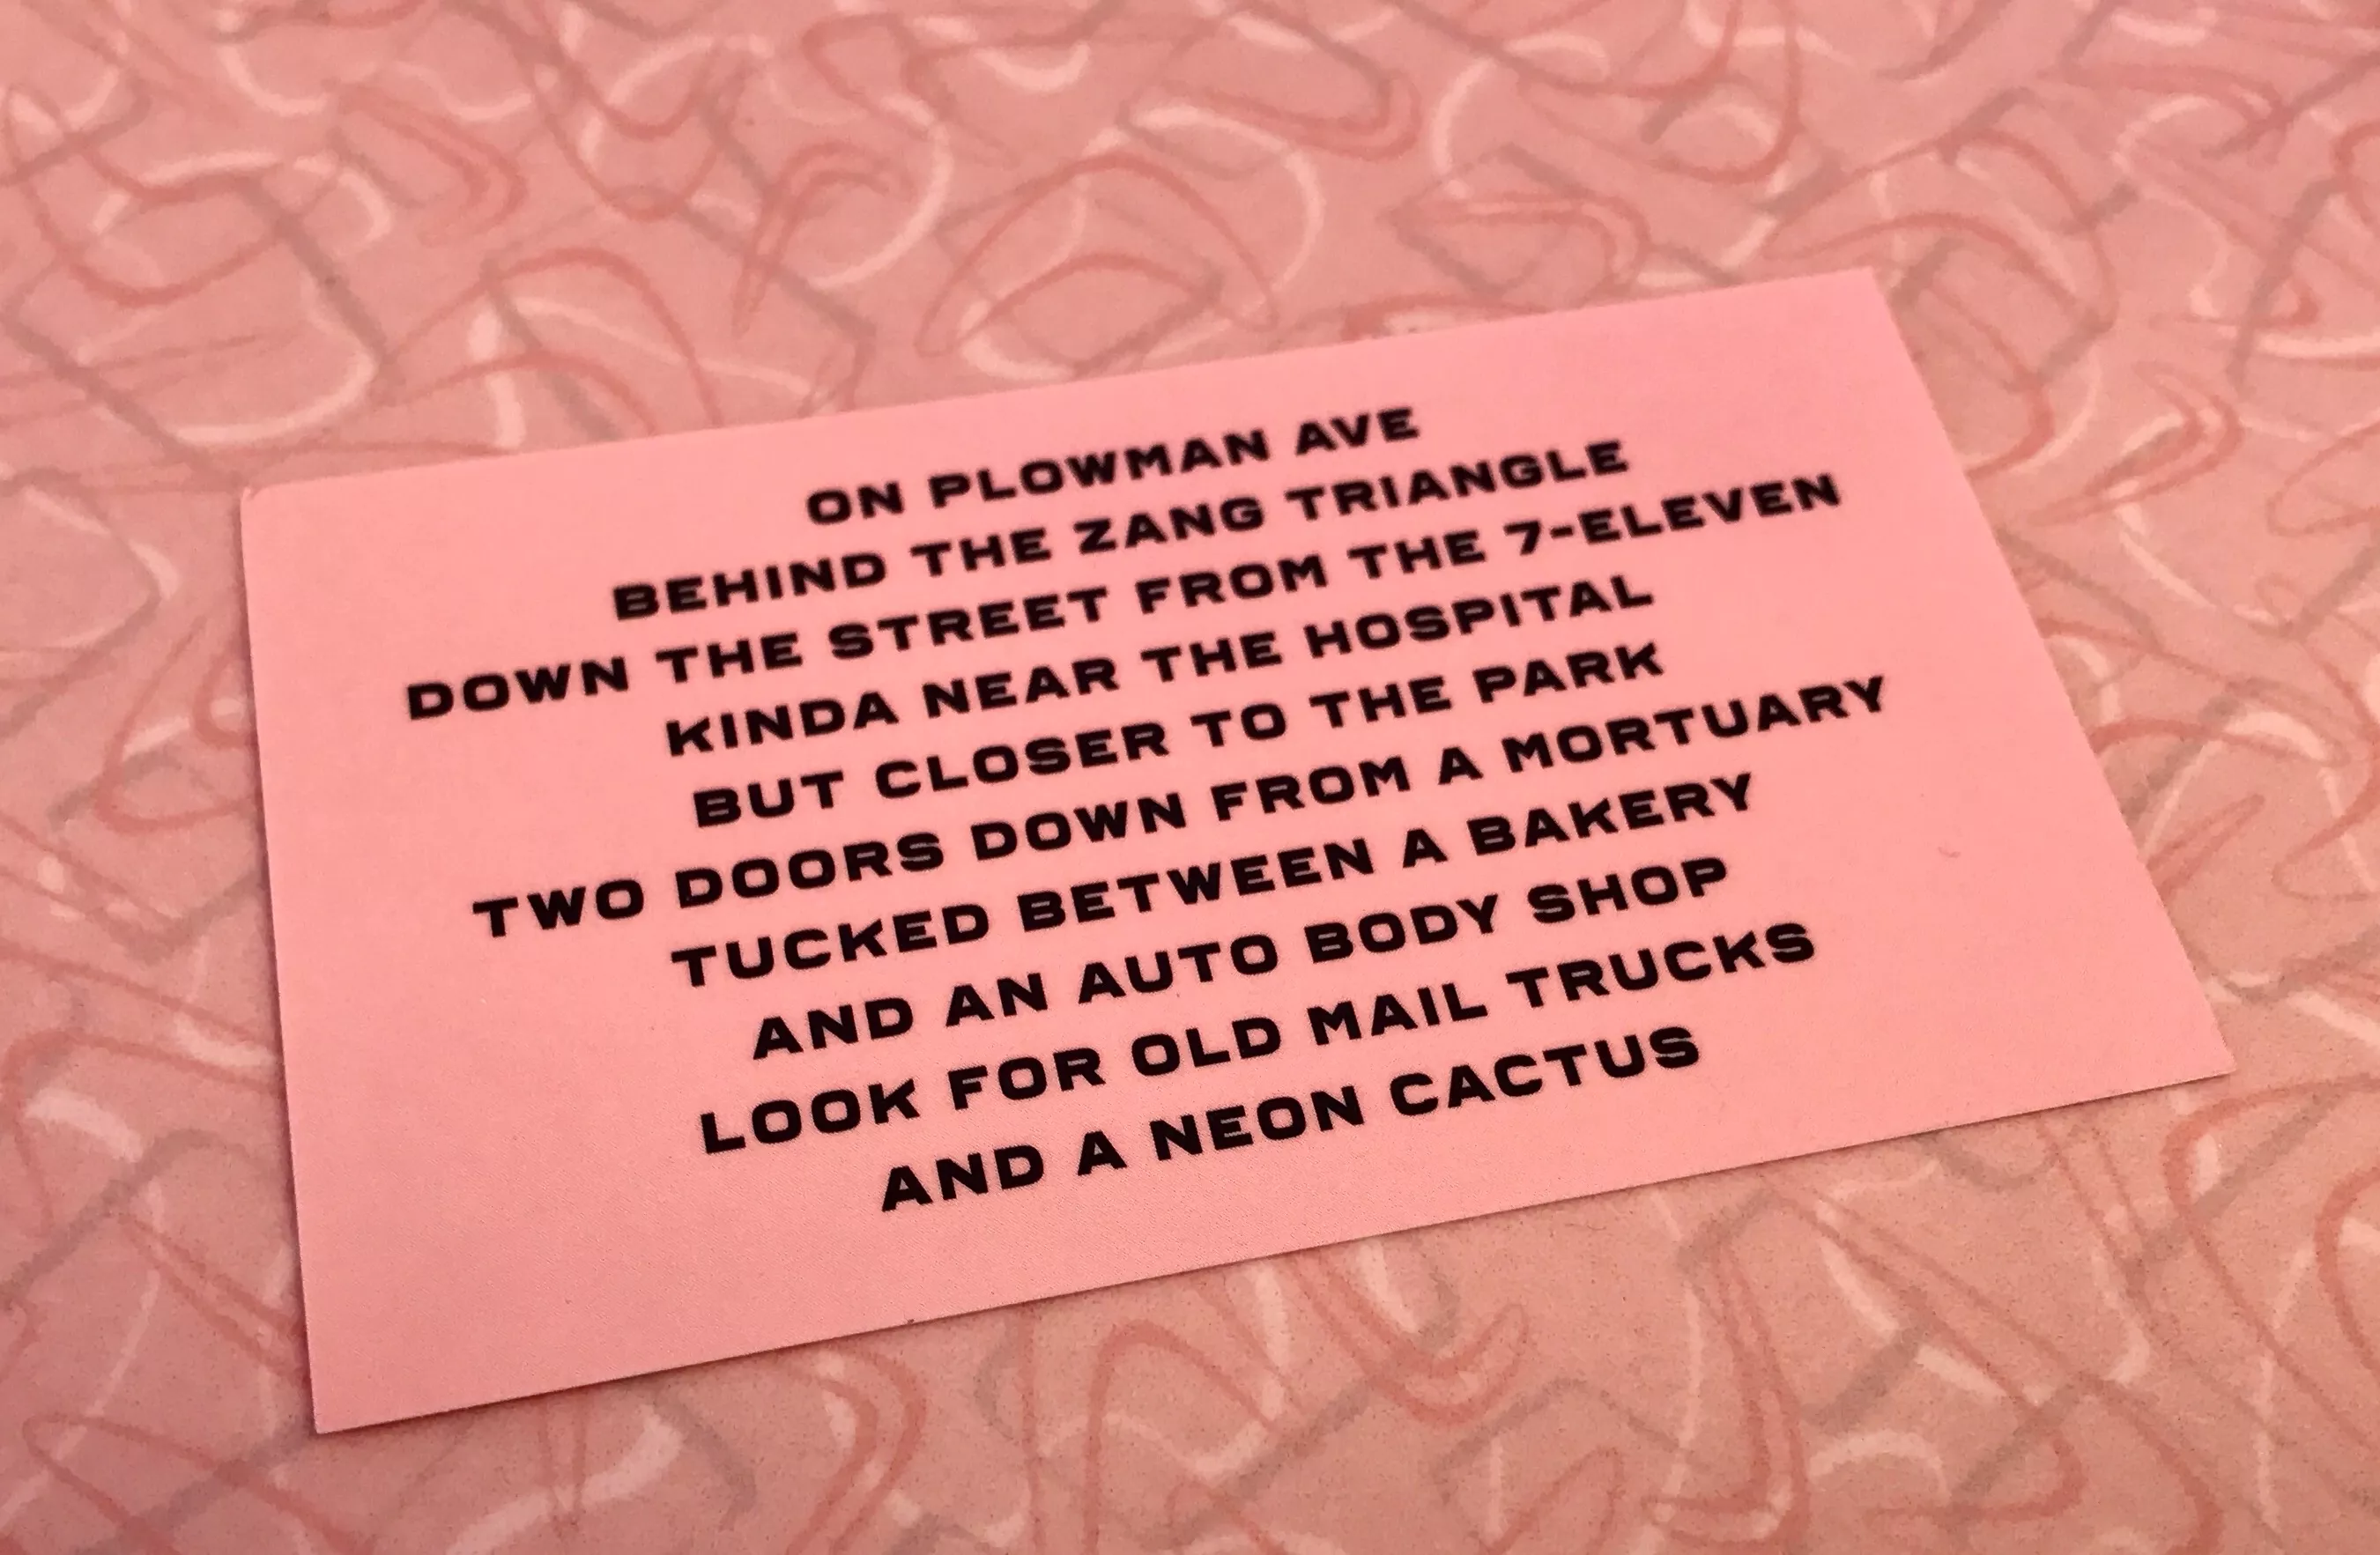 ON PLOWMAN AVE
BEHIND THE ZANG TRIANGLE
DOWN THE STREET FROM THE 7-ELEVEN
KINDA NEAR THE HOSPITAL
BUT CLOSER TO THE PARK
TWO DOORS DOWN FROM A MORTUARY
TUCKED BETWEEN A BAKERY
AND AN AUTO BODY SHOP
LOOK FOR OLD MAIL TRUCKS
AND A NEON CACTUS